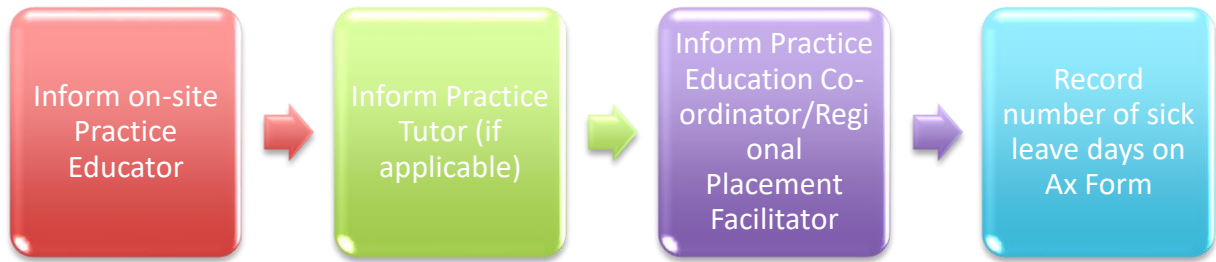 Inform on-site
Practice
Educator
Inform Practice
Tutor (if
applicable)
Inform Practice
Education Co-
ordinator/Regi
onal
Placement
Facilitator
Record
number of sick
leave days on
Ax Form